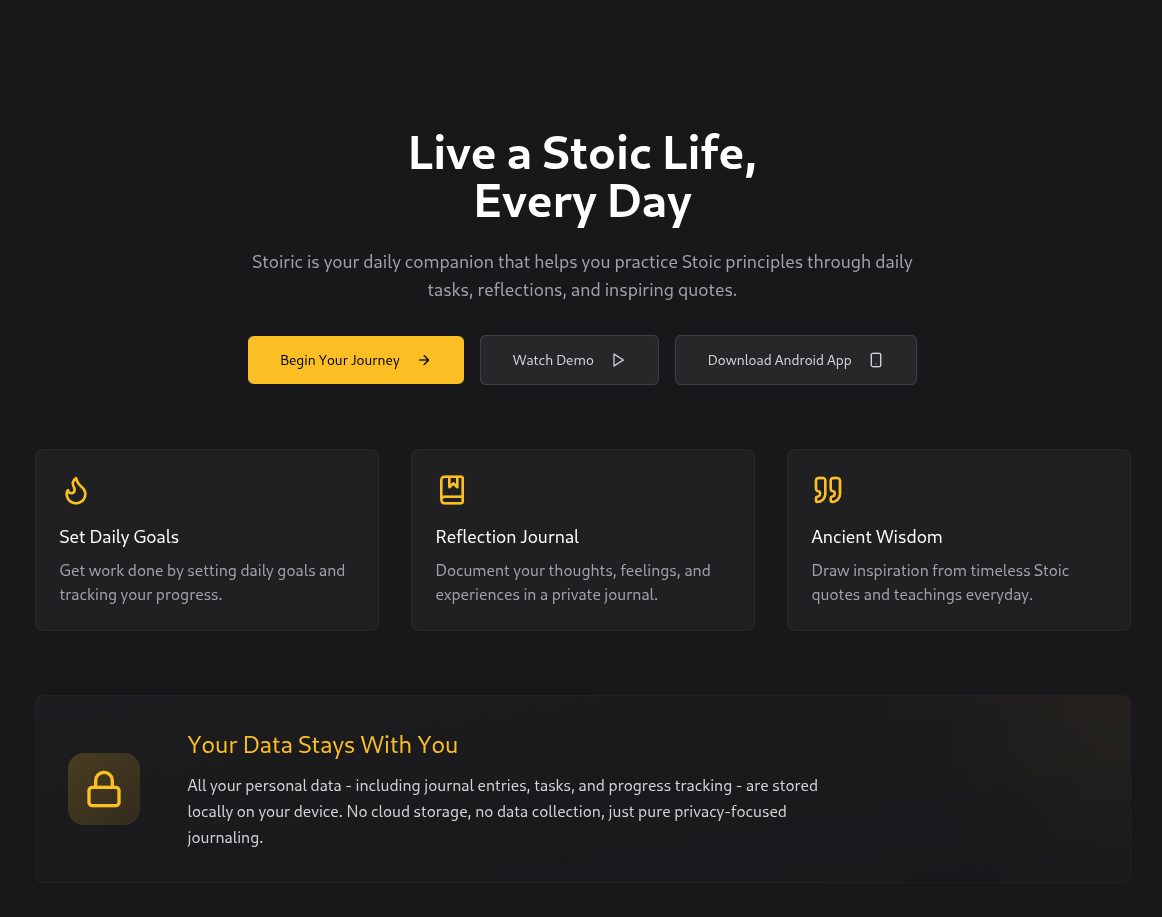 Live a Stoic Life,
Every Day
Stoiric is your daily companion that helps you practice Stoic principles through daily
tasks, reflections, and inspiring quotes.
Begin Your Journey
Watch Demo
Download Android App
Set Daily Goals
Get work done by setting daily goals and
tracking your progress.
Reflection Journal
Document your thoughts, feelings, and
experiences in a private journal.
Ancient Wisdom
Draw inspiration from timeless Stoic
quotes and teachings everyday.
Your Data Stays With You
All your personal data - including journal entries, tasks, and progress tracking - are stored
locally on your device. No cloud storage, no data collection, just pure privacy-focused
journaling.